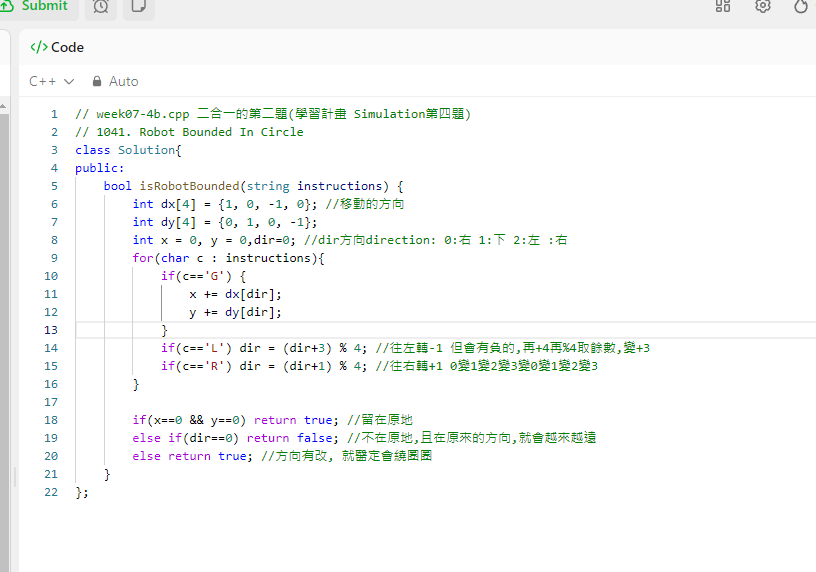 Submit
</> Code
C++ Auto
1 // week07-4b.cpp 二合一的第二題(學習計畫 Simulation第四題)
2 // 1041. Robot Bounded In Circle
3 class Solution{
4 public:
5 bool isRobotBounded(string instructions) {
6 int dx[4] = {1, 0, -1, 0}; //移動的方向
7 int dy[4] = {0, 1, 0, -1};
8 int x = 0, y = 0,dir=0; //dir方向direction: 0:右 1:下 2:左 :右
9 for(char c : instructions){
10 if(c=='G') {
11 x += dx[dir];
12 y += dy[dir];
13 }
14 if(c=='L') dir = (dir+3) % 4; //往左轉-1 但會有負的,再+4再%4取餘數,變+3
15 if(c=='R') dir = (dir+1) % 4; //往右轉+1 0變1變2變3變0變1變2變3
16 }
17
18 if(x==0 && y==0) return true; //留在原地
19 else if(dir==0) return false; //不在原地,且在原來的方向,就會越來越遠
20 else return true; //方向有改, 就醫定會繞圈圈
21 }
22 };